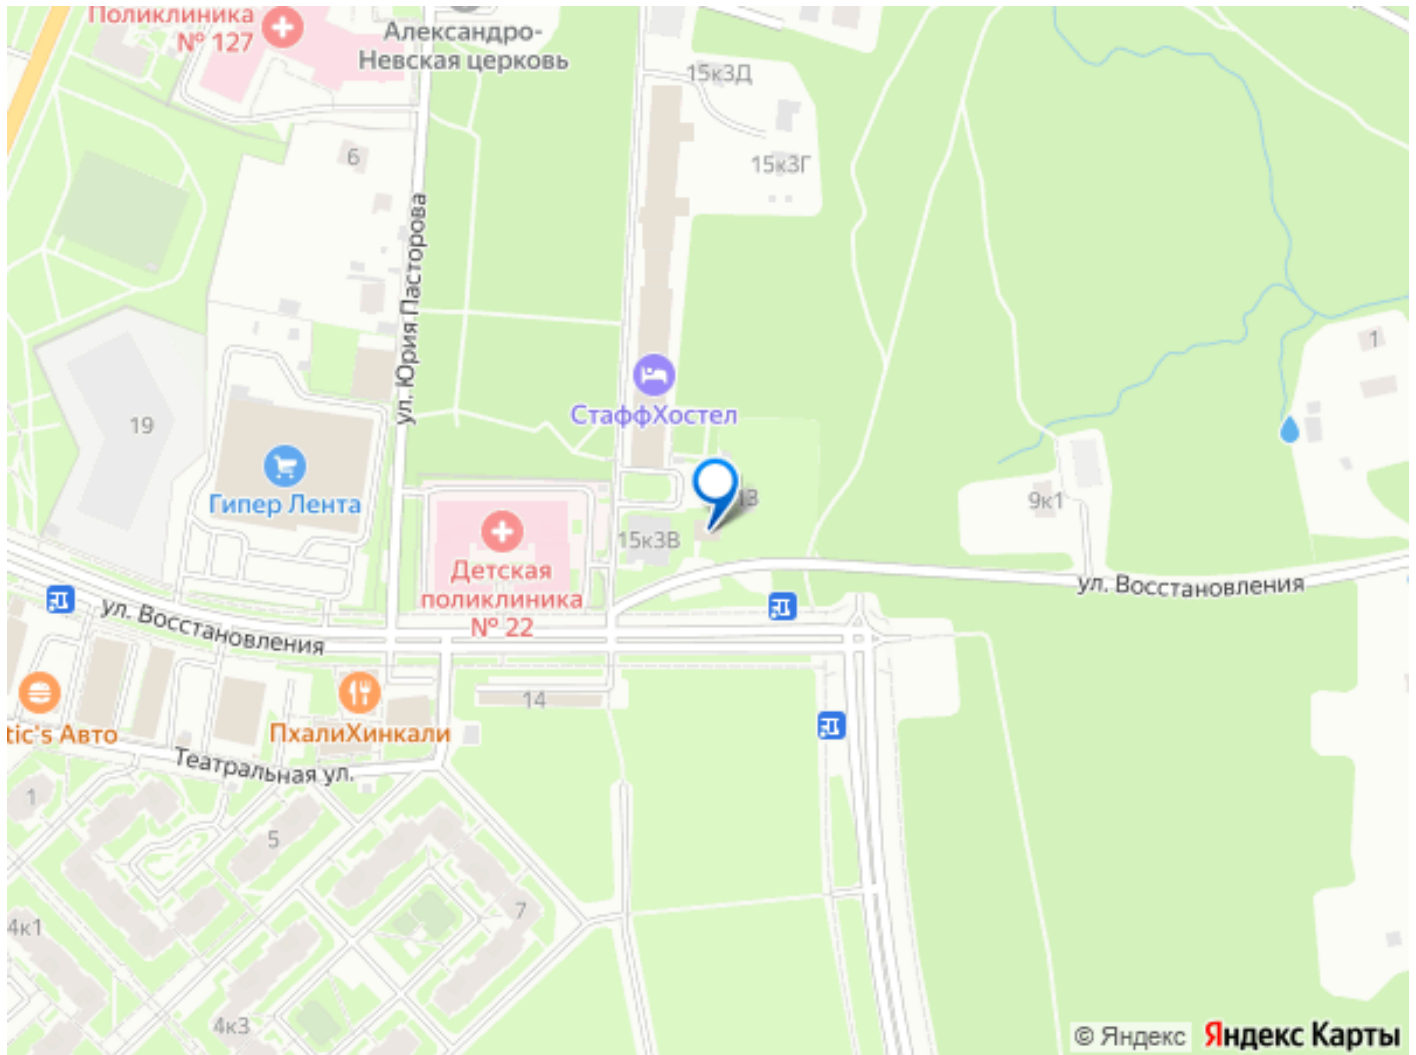 Поликлиника
№ 127
Александро-
Невская церковь
15к3Д
6
15к3Г
ул. Юрия Пасторова
1
СтаффХостел
19
Гипер Лента
9к1
15к3В
Детская
поликлиника
№ 22
ул. Восстановления
ул. Восстановления
14
tic's Авто
ПхалиХинкали
Театральная ул.
1
5
7
4к1
4к3
© Яндекс Яндекс Карты